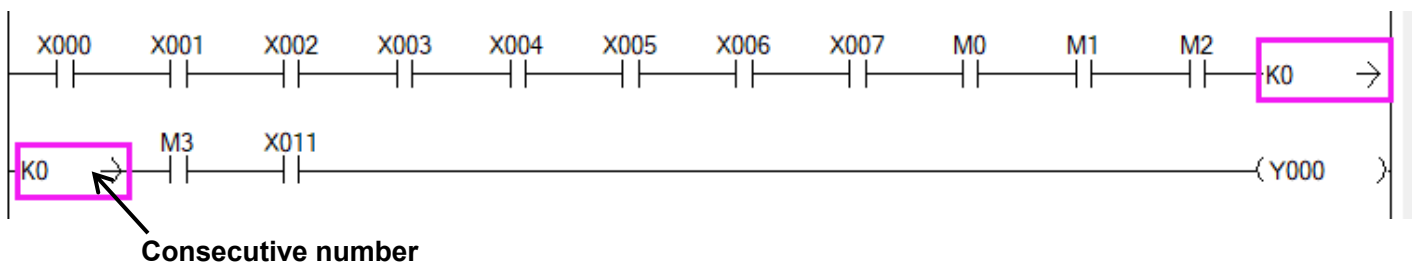 X000 X001 X002 X003 X004 X005 X006 X007 M0 M1 M2
K0
M3 X011
K0 Y000
Consecutive number